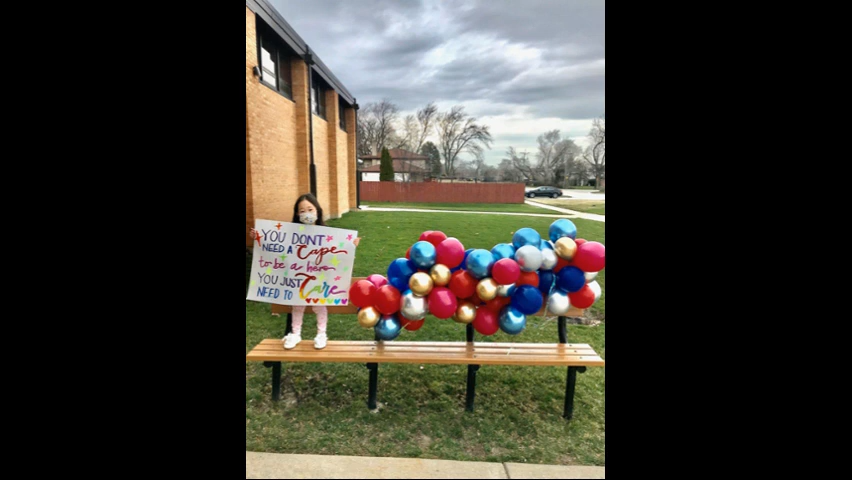 YOU DONT
NEED A Cape
to be a hero
YOU JUST
NEED TO Care